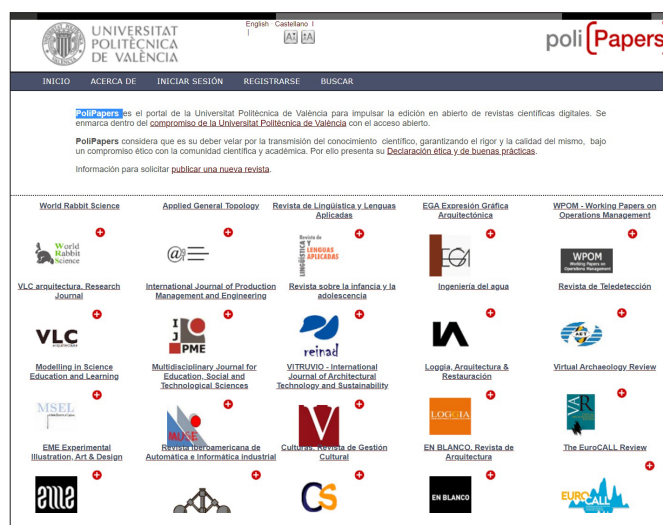 English Castellano I
I
UNIVERSITAT
POLITÈCNICA
DE VALÈNCIA
poli [Papers
INICIO ACERCA DE INICIAR SESIÓN REGISTRARSE BUSCAR
PoliPapers es el portal de la Universitat Politècnica de València para impulsar la edición en abierto de revistas científicas digitales. Se
enmarca dentro del compromiso de la Universitat Politècnica de València con el acceso abierto.
PoliPapers considera que es su deber velar por la transmisión del conocimiento científico, garantizando el rigor y la calidad del mismo, bajo
un compromiso ético con la comunidad científica y académica. Por ello presenta su Declaración ética y de buenas prácticas.
Información para solicitar publicar una nueva revista.
World Rabbit Science
Applied General Topology
Revista de Lingüística y Lenguas
Aplicadas
EGA Expresión Gráfica
Arquitectónica
WPOM - Working Papers on
Operations Management
World
Rabbit
Science
Revista de
LINGÜÍSTICA
Y LENGUAS
APLICADAS
EGA
WPOM
Working Papers on
Operations Management
VLC arquitectura. Research
Journal
International Journal of Production
Management and Engineering
Revista sobre la infancia y la
adolescencia
Ingeniería del agua
Revista de Teledetección
VLC
arquitectura
I
J
PME
reinad
IA
AET
Modelling in Science
Education and Learning
Multidisciplinary Journal for
Education, Social and
Technological Sciences
VITRUVIO - International
Journal of Architectural
Technology and Sustainability
Loggia, Arquitectura &
Restauración
Virtual Archaeology Review
MSEL
MUSE
V
LOGGIA
VAR
EME Experimental
Illustration, Art & Design
Revista Iberoamericana de
Automática e Informática industrial
Culturas. Revista de Gestión
Cultural
EN BLANCO. Revista de
Arquitectura
The EuroCALL Review
eme
CS
EN BLANCO
EUROCALL